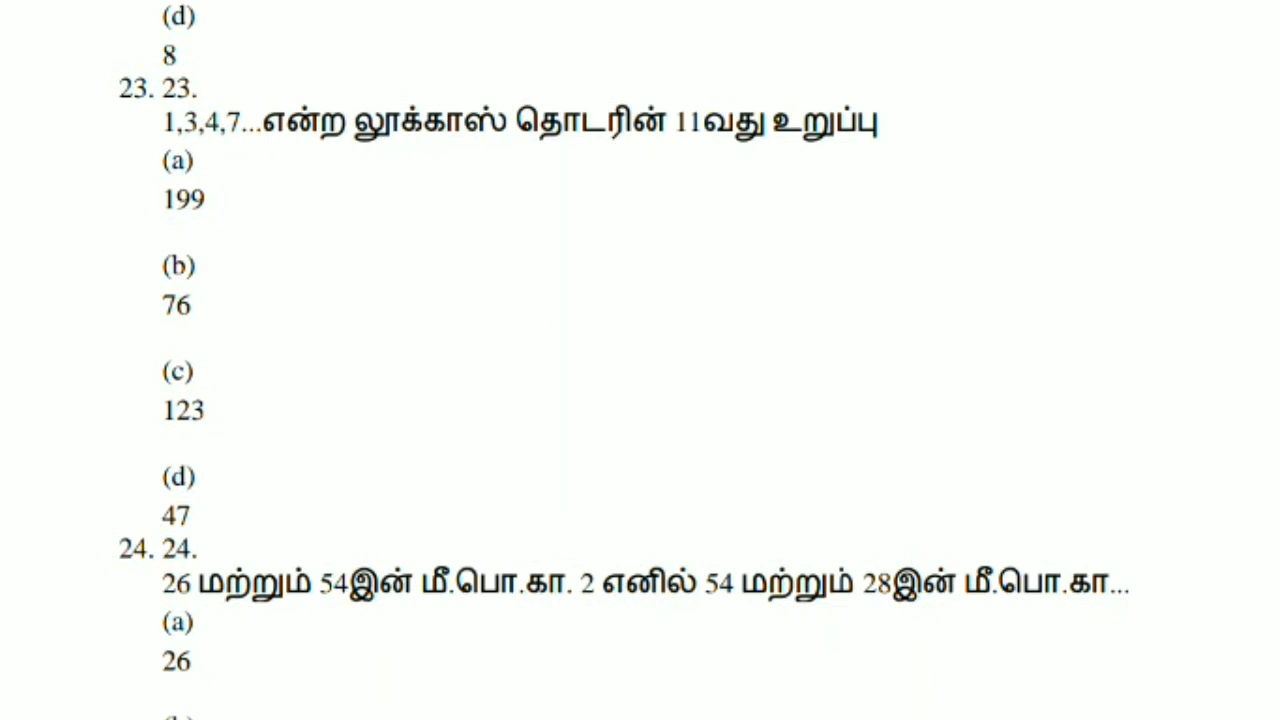 (d)
8
23. 23.
1,3,4,7...என்ற லூக்காஸ் தொடரின் 11வது உறுப்பு
(a)
199
(b)
76
(c)
123
(d)
47
24. 24.
26 மற்றும் 54இன் மீ.பொ.கா. 2 எனில் 54 மற்றும் 28இன் மீ.பொ.கா...
(a)
26